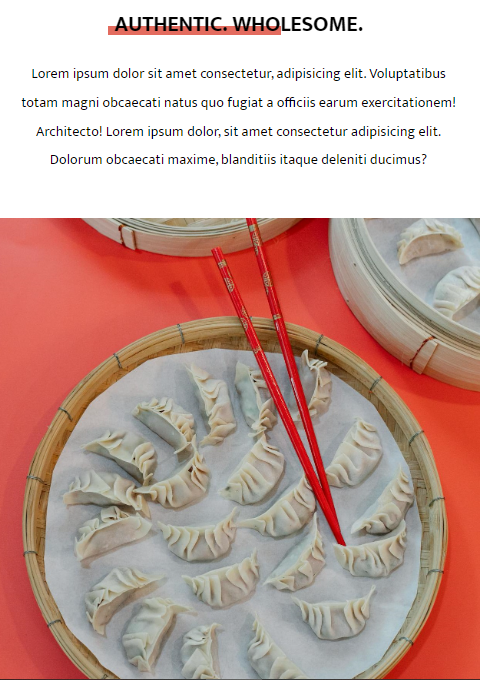 AUTHENTIC. WHOLESOME.
Lorem ipsum dolor sit amet consectetur, adipisicing elit. Voluptatibus
totam magni obcaecati natus quo fugiat a officiis earum exercitationem!
Architecto! Lorem ipsum dolor, sit amet consectetur adipisicing elit.
Dolorum obcaecati maxime, blanditiis itaque deleniti ducimus?